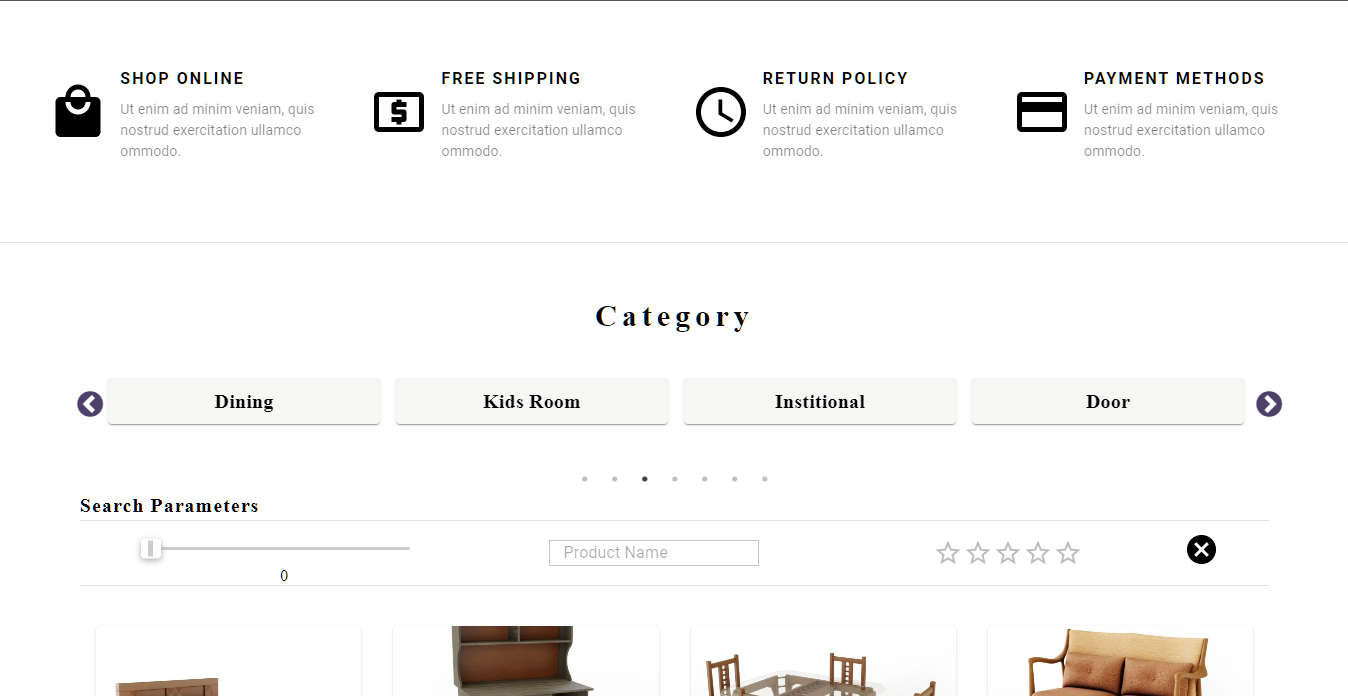 SHOP ONLINE
Ut enim ad minim veniam, quis
nostrud exercitation ullamco
ommodo.
FREE SHIPPING
Ut enim ad minim veniam, quis
nostrud exercitation ullamco
ommodo.
RETURN POLICY
Ut enim ad minim veniam, quis
nostrud exercitation ullamco
ommodo.
PAYMENT METHODS
Ut enim ad minim veniam, quis
nostrud exercitation ullamco
ommodo.
Category
Dining
Kids Room
Institional
Door
Search Parameters
0
Product Name